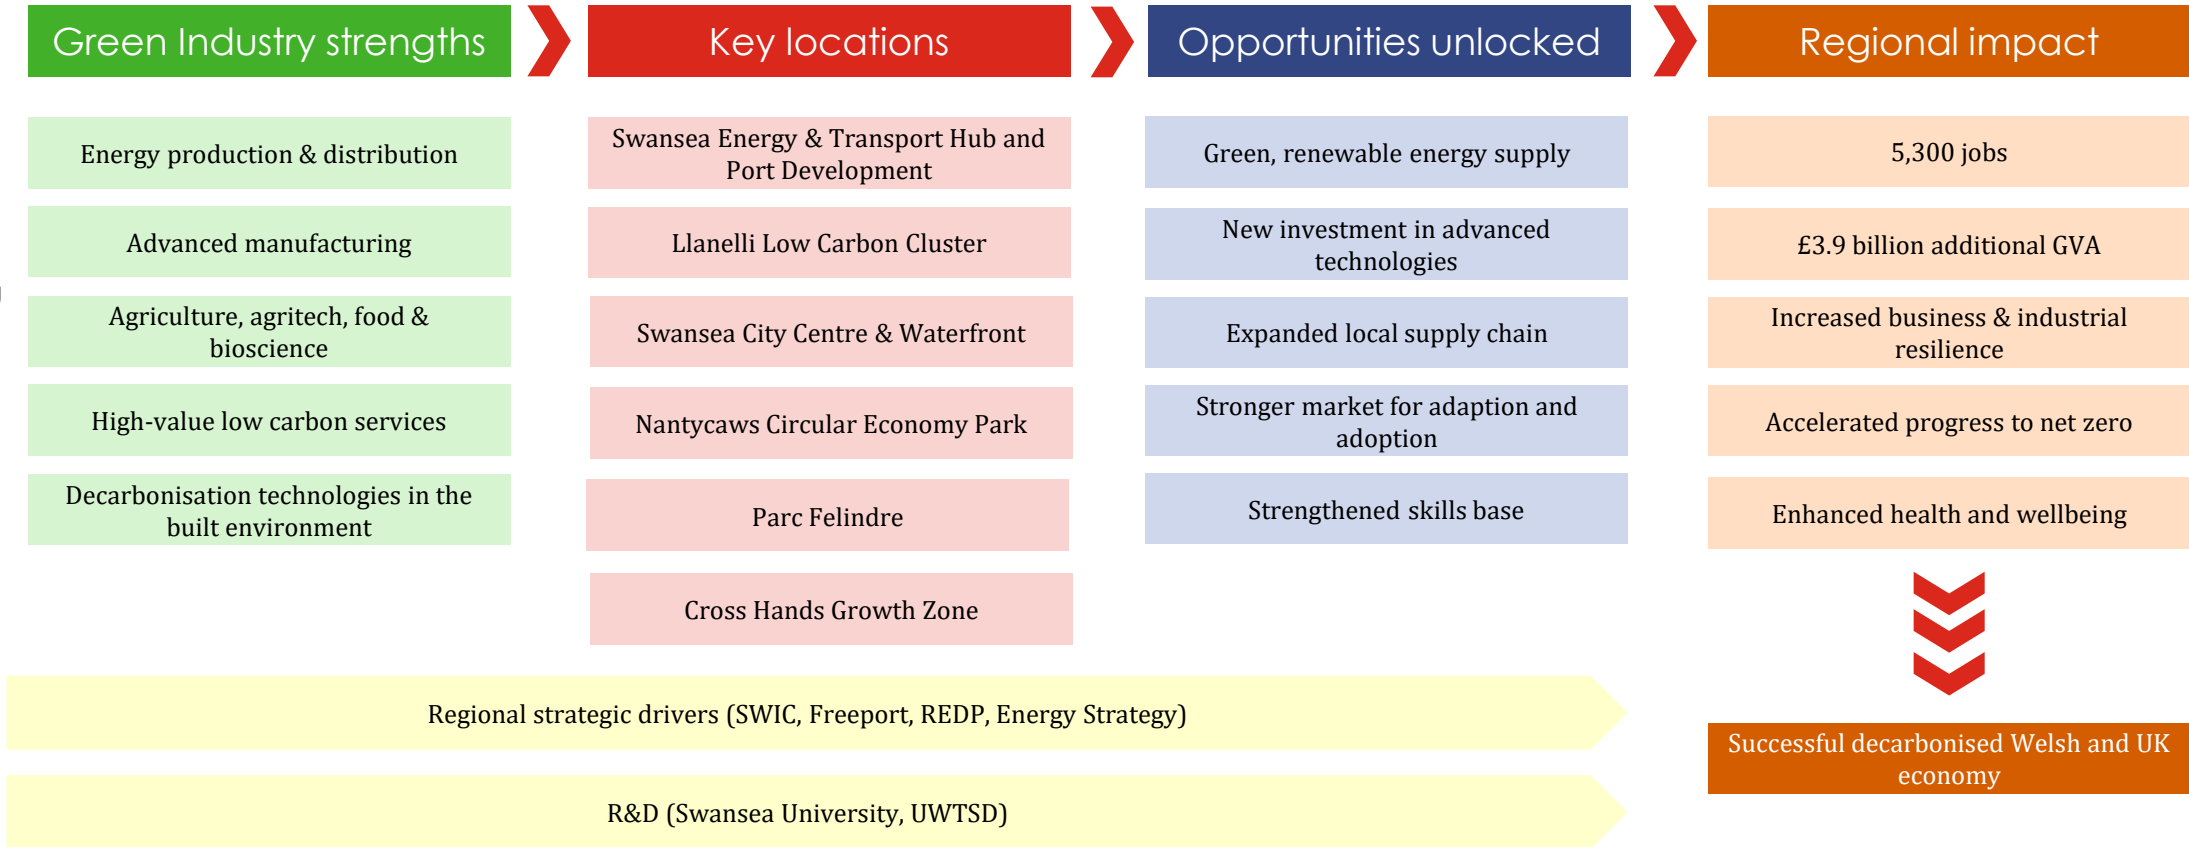 Green Industry strengths
Key locations
Opportunities unlocked
Regional impact
Energy production & distribution
Advanced manufacturing
Agriculture, agritech, food &
bioscience
High-value low carbon services
Decarbonisation technologies in the
built environment
Swansea Energy & Transport Hub and
Port Development
Llanelli Low Carbon Cluster
Swansea City Centre & Waterfront
Nantycaws Circular Economy Park
Parc Felindre
Cross Hands Growth Zone
Green, renewable energy supply
New investment in advanced
technologies
Expanded local supply chain
Stronger market for adaption and
adoption
Strengthened skills base
5,300 jobs
£3.9 billion additional GVA
Increased business & industrial
resilience
Accelerated progress to net zero
Enhanced health and wellbeing
Successful decarbonised Welsh and UK
economy
Regional strategic drivers (SWIC, Freeport, REDP, Energy Strategy)
R&D (Swansea University, UWTSD)